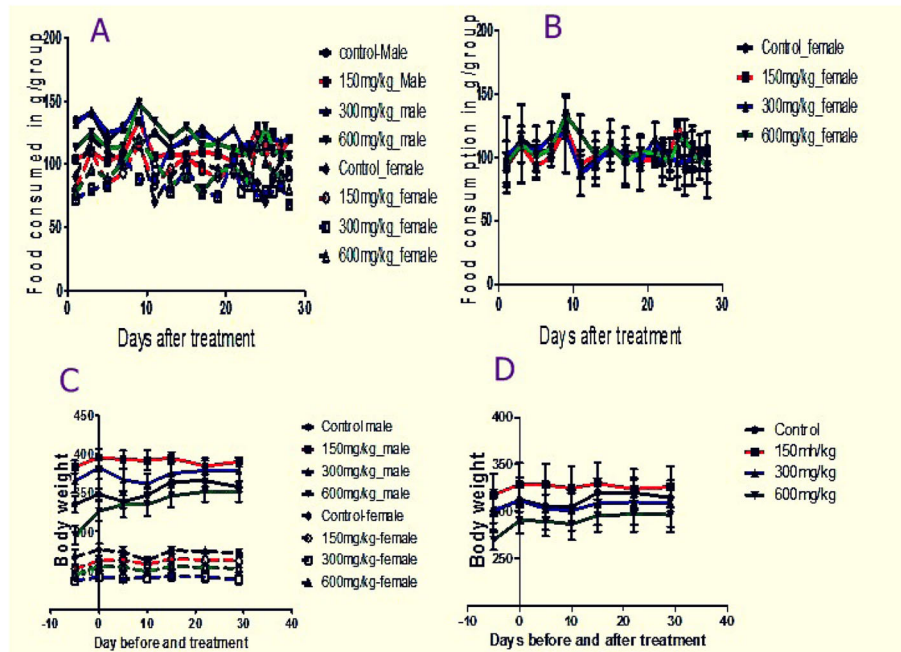 A
200
150
100
50
0
Food consumed in g/group
0 10 20 30
Days after treatment
control-Male
150mg/kg_Male
300mg/kg_male
600mg/kg_male
Control_female
150mg/kg_female
300mg/kg_female
600mg/kg_female
B
200
150
100
50
0
Food consumption in g/group
0 10 20 30
Days after treatment
Control_female
150mg/kg_female
300mg/kg_female
600mg/kg_female
C
450
Body weight
-10 0 10 20 30 40
Day before and treatment
Control male
150mg/kg_male
300mg/kg_male
600mg/kg_male
Control-female
150mg/kg-female
300mg/kg-female
600mg/kg-female
D
400
350
250
Body weight
-10 0 10 20 30 40
Days before and after treatment
Control
150mh/kg
300mg/kg
600mg/kg